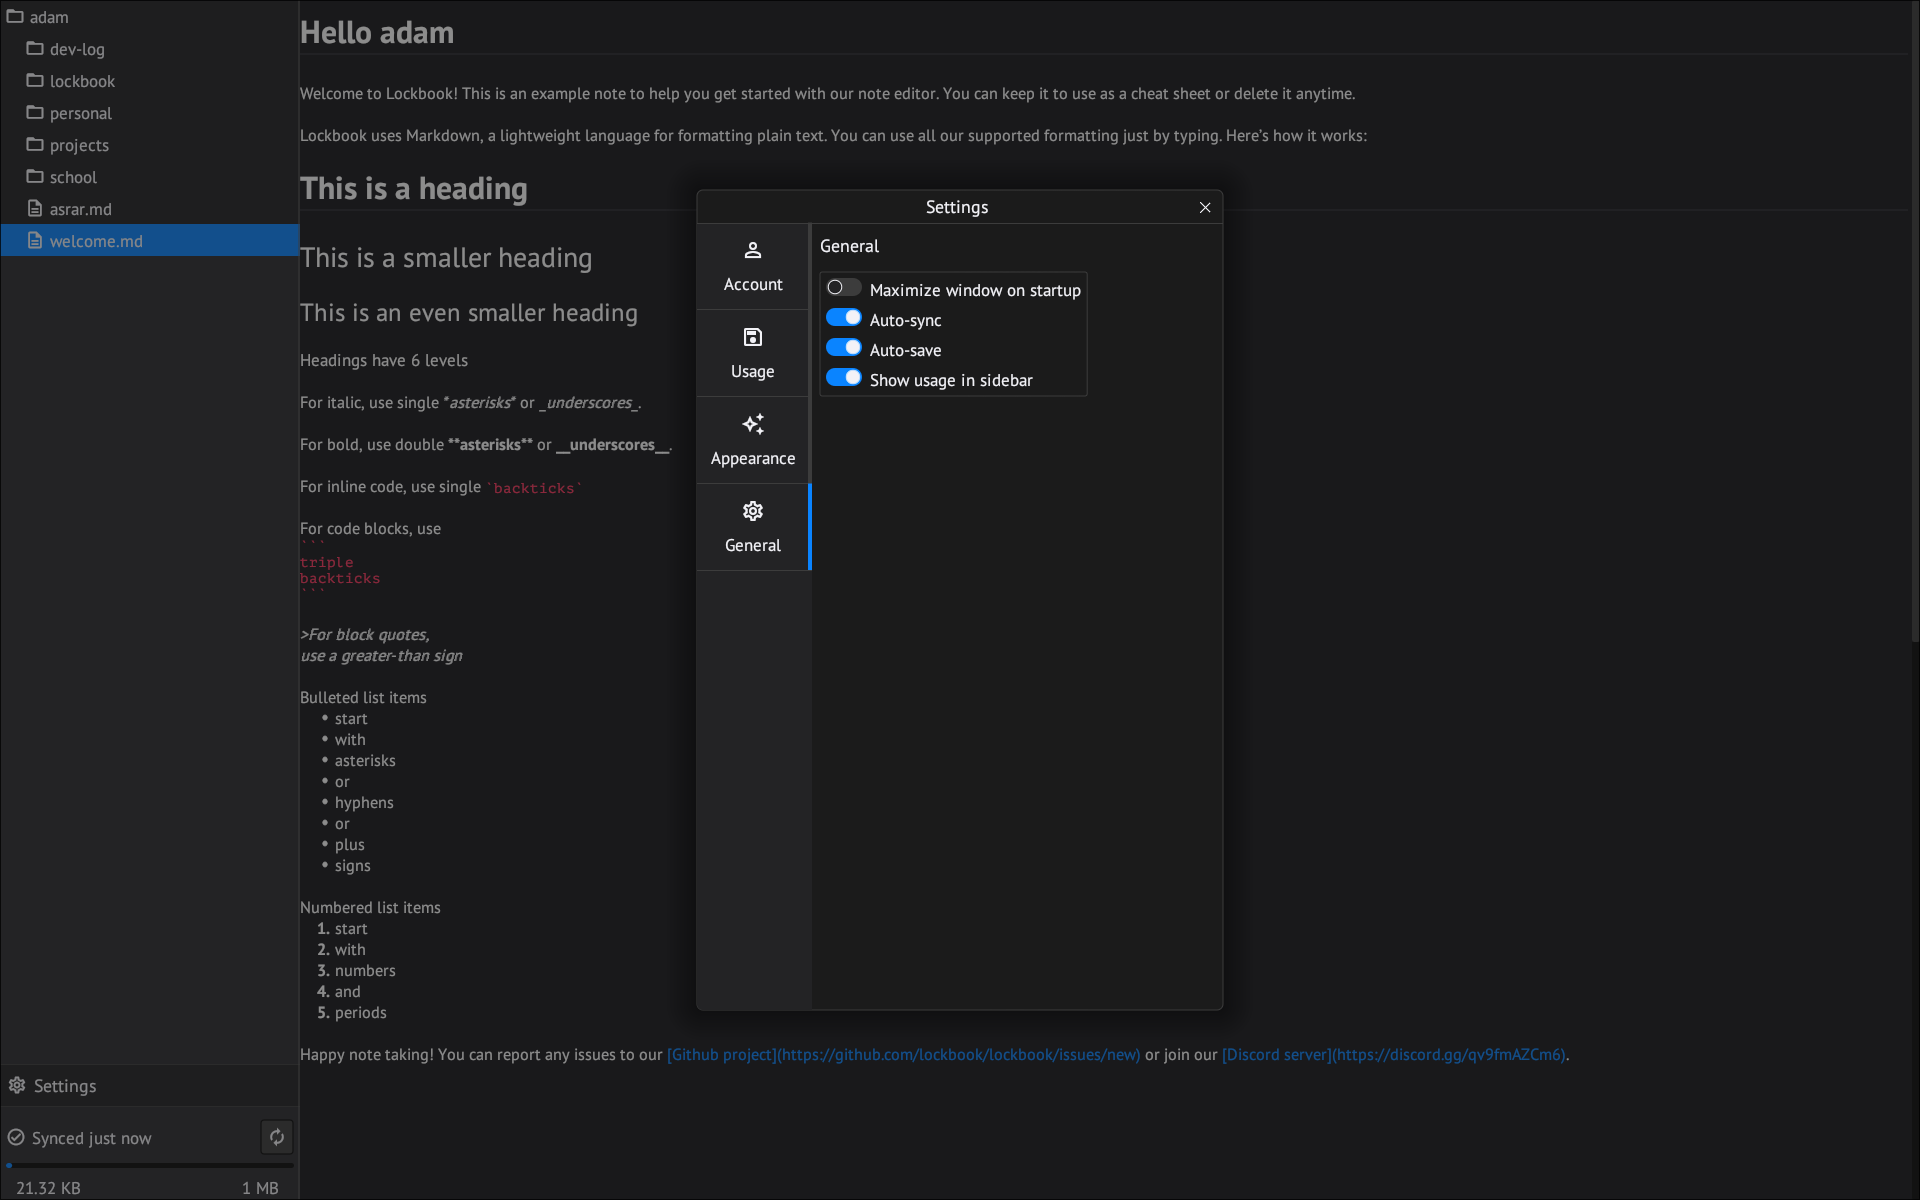 adam
dev-log
lockbook
personal
projects
school
asrar.md
welcome.md
Settings
Synced just now
21.32 KB
1 MB
Hello adam
Welcome to Lockbook! This is an example note to help you get started with our note editor. You can keep it to use as a cheat sheet or delete it anytime.
Lockbook uses Markdown, a lightweight language for formatting plain text. You can use all our supported formatting just by typing. Here's how it works:
This is a heading
This is a smaller heading
This is an even smaller heading
Headings have 6 levels
For italic, use single *asterisks* or _underscores_.
For bold, use double **asterisks** or __underscores__.
For inline code, use single `backticks`
For code blocks, use
```
triple
backticks
```
>For block quotes,
use a greater-than sign
Bulleted list items
• start
• with
• asterisks
• or
• hyphens
• or
• plus
• signs
Numbered list items
1. start
2. with
3. numbers
4. and
5. periods
Happy note taking! You can report any issues to our [Github project](https://github.com/lockbook/lockbook/issues/new) or join our [Discord server](https://discord.gg/qv9fmAZCm6).
Settings
Account
Usage
Appearance
General
General
Maximize window on startup
Auto-sync
Auto-save
Show usage in sidebar